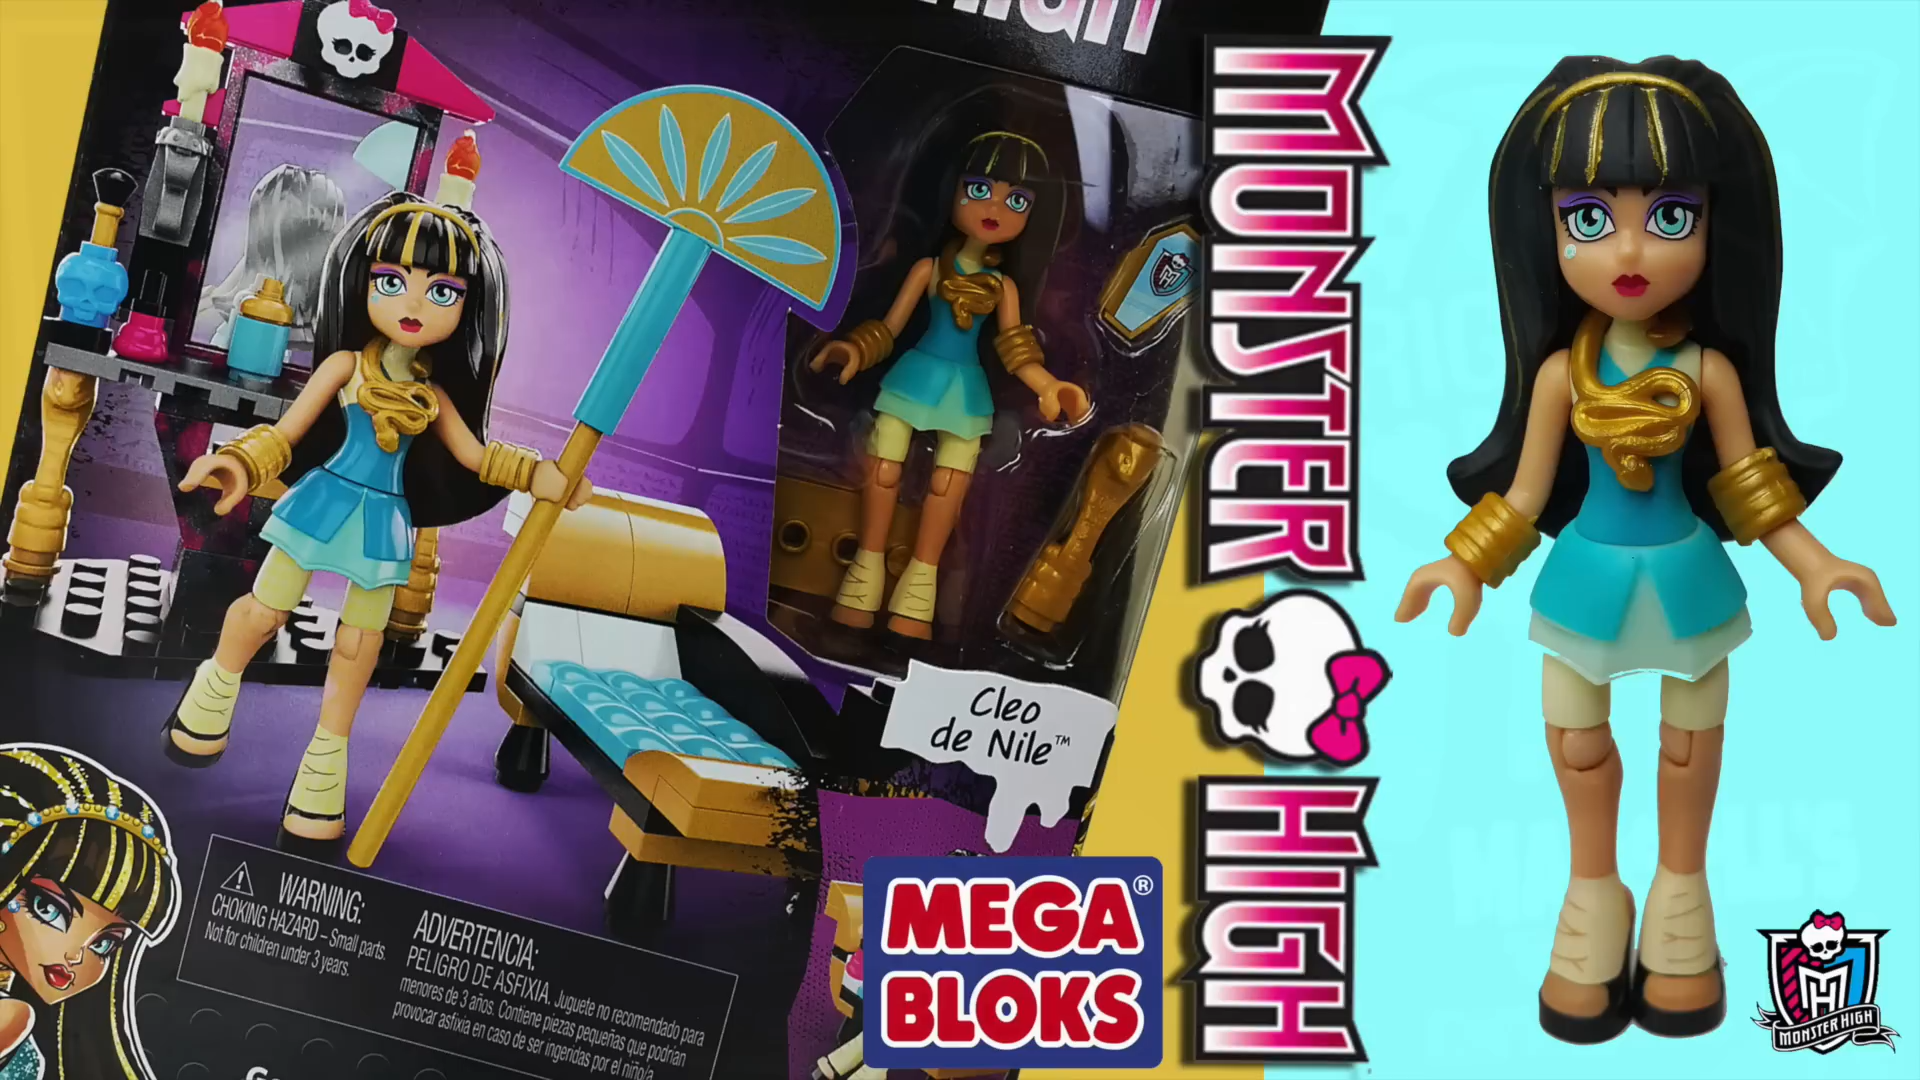 MONSTER HIGH
Cleo
de Nile™
WARNING:
CHOKING HAZARD – Small parts.
Not for children under 3 years.
ADVERTENCIA:
PELIGRO DE ASFIXIA. Juguete no recomendado para
menores de 3 años. Contiene piezas pequeñas que podrían
provocar asfixia en caso de ser ingeridas por el niño/a
MEGA®
BLOKS
MONSTER HIGH